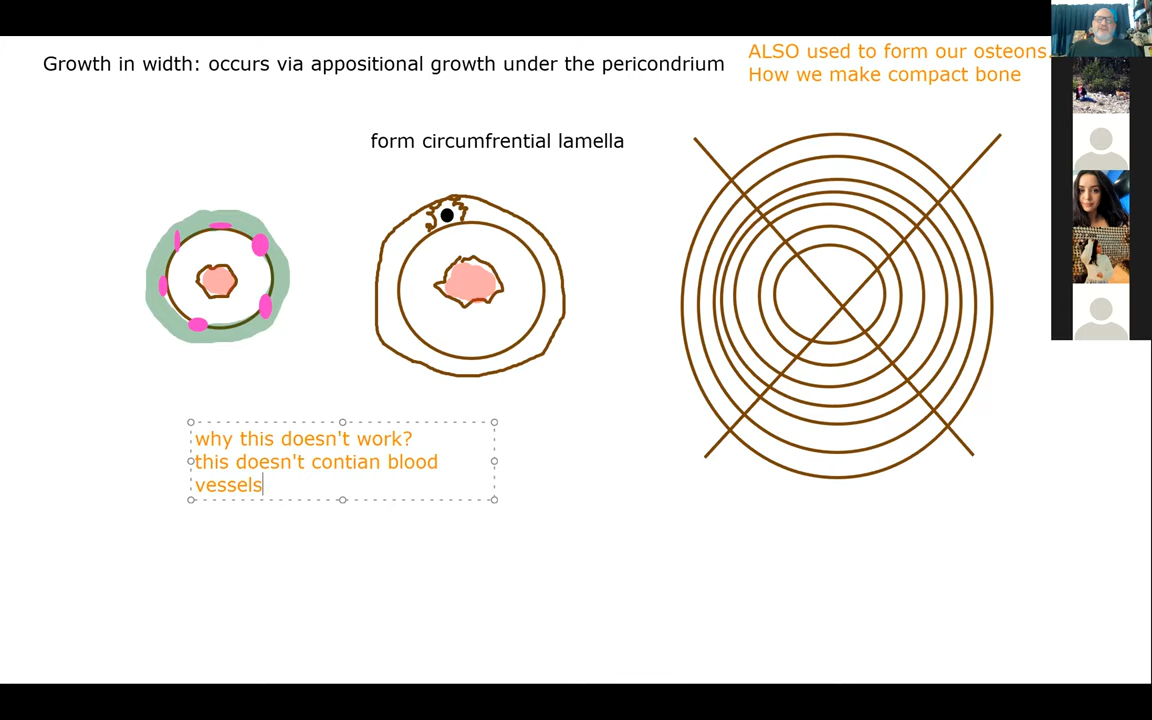 Growth in width: occurs via appositional growth under the pericondrium
ALSO used to form our osteons.
How we make compact bone
form circumfrential lamella
why this doesn't work?
this doesn't contian blood
vessels